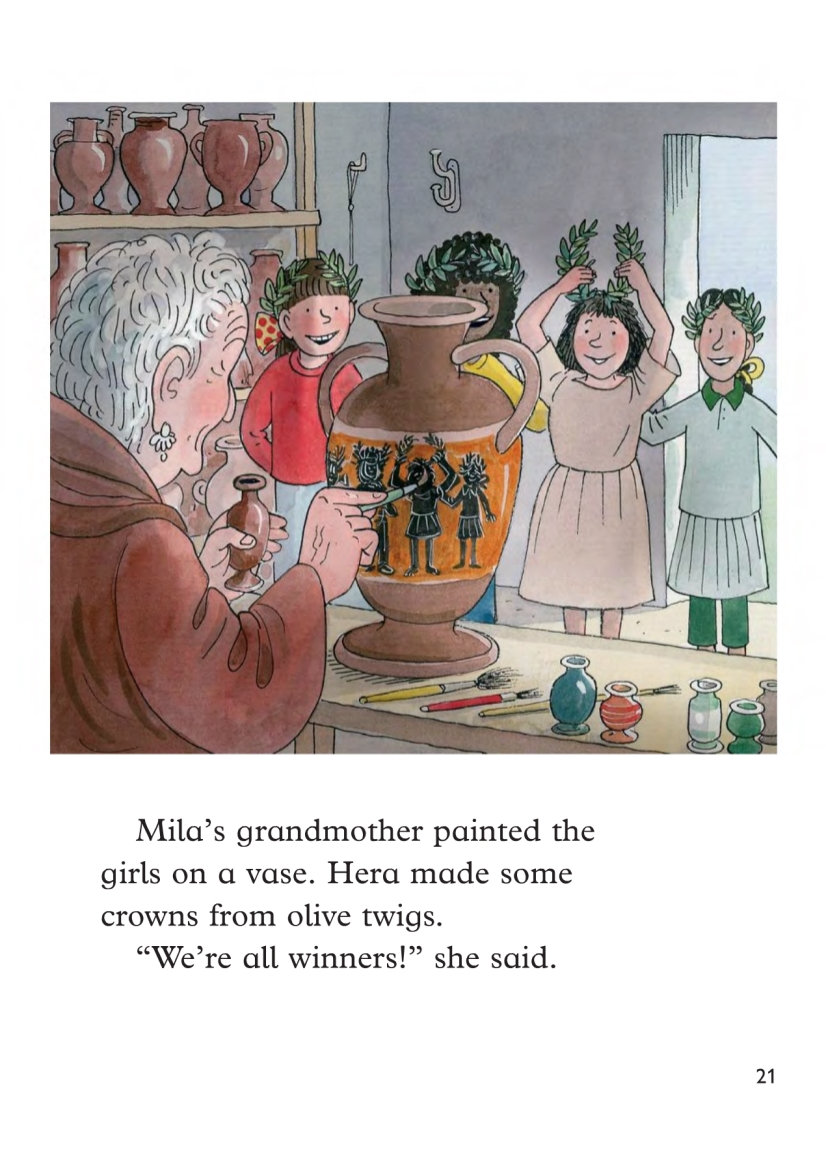 Mila’s grandmother painted the
girls on a vase. Hera made some
crowns from olive twigs.
“We’re all winners!” she said.
21